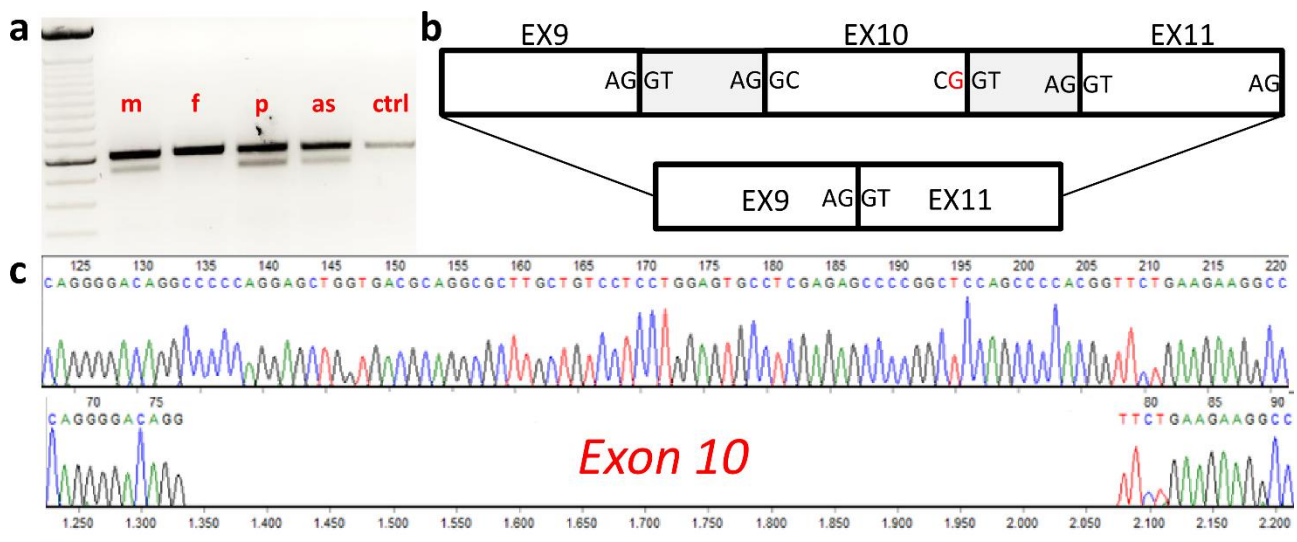 a
m f p as ctrl
b
EX9 EX10 EX11
AG GT AG GC CG GT AG GT AG
EX9 AG GT EX11
c
125 130 135 140 145 150 155 160 165 170 175 180 185 190 195 200 205 210 215 220
CAGGGGACAGGCCCCCAGGAGCTGGTGACGCAGGCGCTTGCTGTCCTCCTGGAGTGCCTCGAGAGCCCCGGCTCCAGCCCCACGGTTCTGAAGAAGGCC
70 75 80 85 90
CAGGGGACAGG TTCTGAAGAAGGCC
Exon 10
1.250 1.300 1.350 1.400 1.450 1.500 1.550 1.600 1.650 1.700 1.750 1.800 1.850 1.900 1.950 2.000 2.050 2.100 2.150 2.200